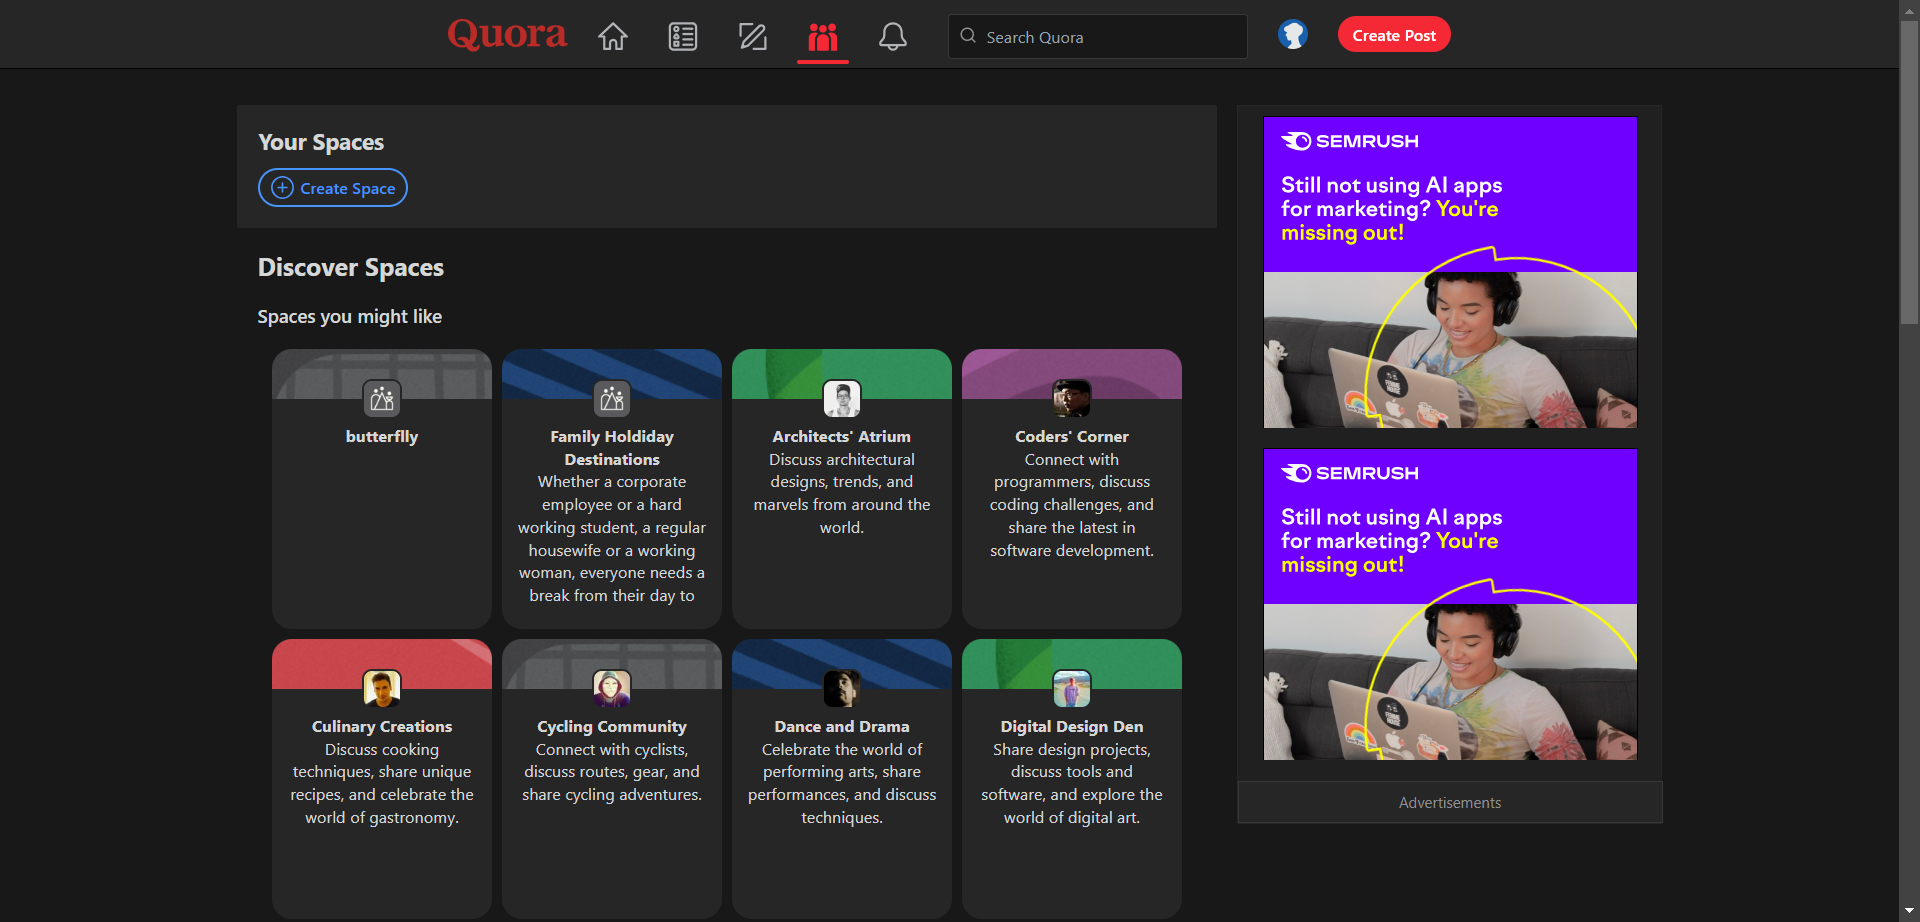 Quora
Search Quora
Create Post
Your Spaces
Create Space
Discover Spaces
Spaces you might like
butterflly
Family Holdiday
Destinations
Whether a corporate
employee or a hard
working student, a regular
housewife or a working
woman, everyone needs a
break from their day to
Architects' Atrium
Discuss architectural
designs, trends, and
marvels from around the
world.
Coders' Corner
Connect with
programmers, discuss
coding challenges, and
share the latest in
software development.
Culinary Creations
Discuss cooking
techniques, share unique
recipes, and celebrate the
world of gastronomy.
Cycling Community
Connect with cyclists,
discuss routes, gear, and
share cycling adventures.
Dance and Drama
Celebrate the world of
performing arts, share
performances, and discuss
techniques.
Digital Design Den
Share design projects,
discuss tools and
software, and explore the
world of digital art.
SEMRUSH
Still not using AI apps
for marketing? You're
missing out!
SEMRUSH
Still not using AI apps
for marketing? You're
missing out!
Advertisements